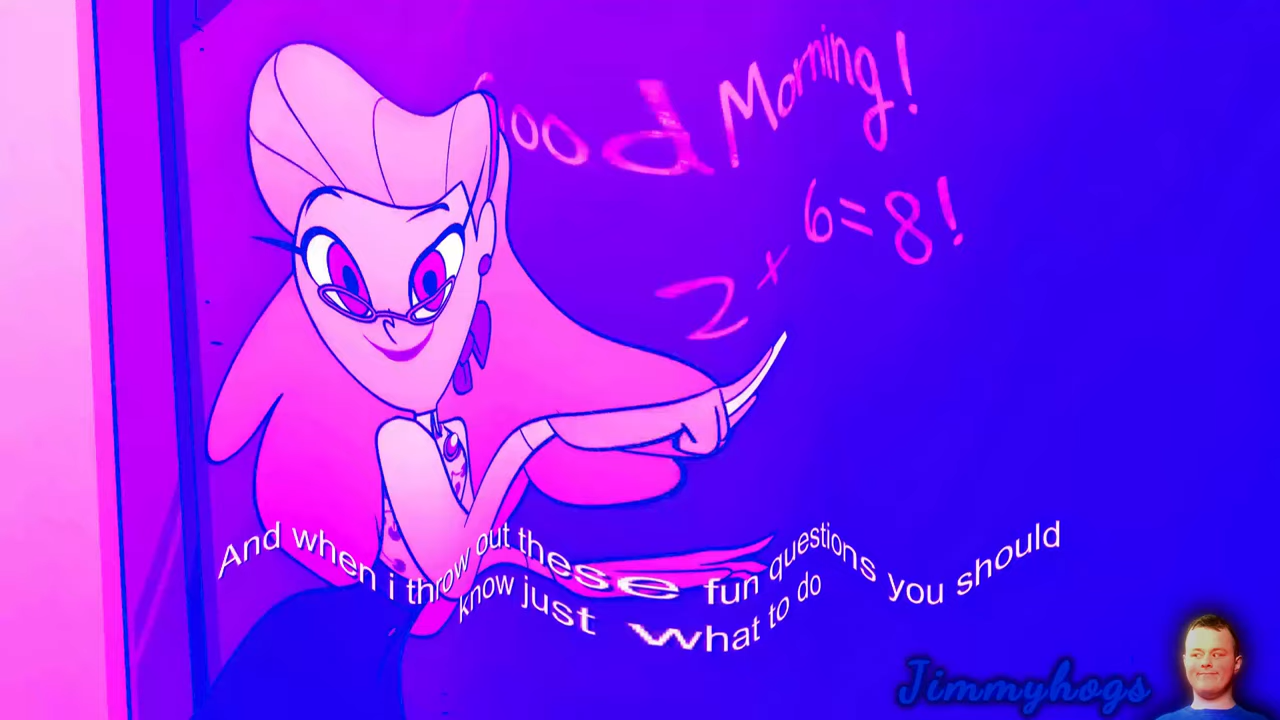 Good Morning!
2+6=8!
And when i throw out these fun questions you should
know just what to do
Jimmyhogs